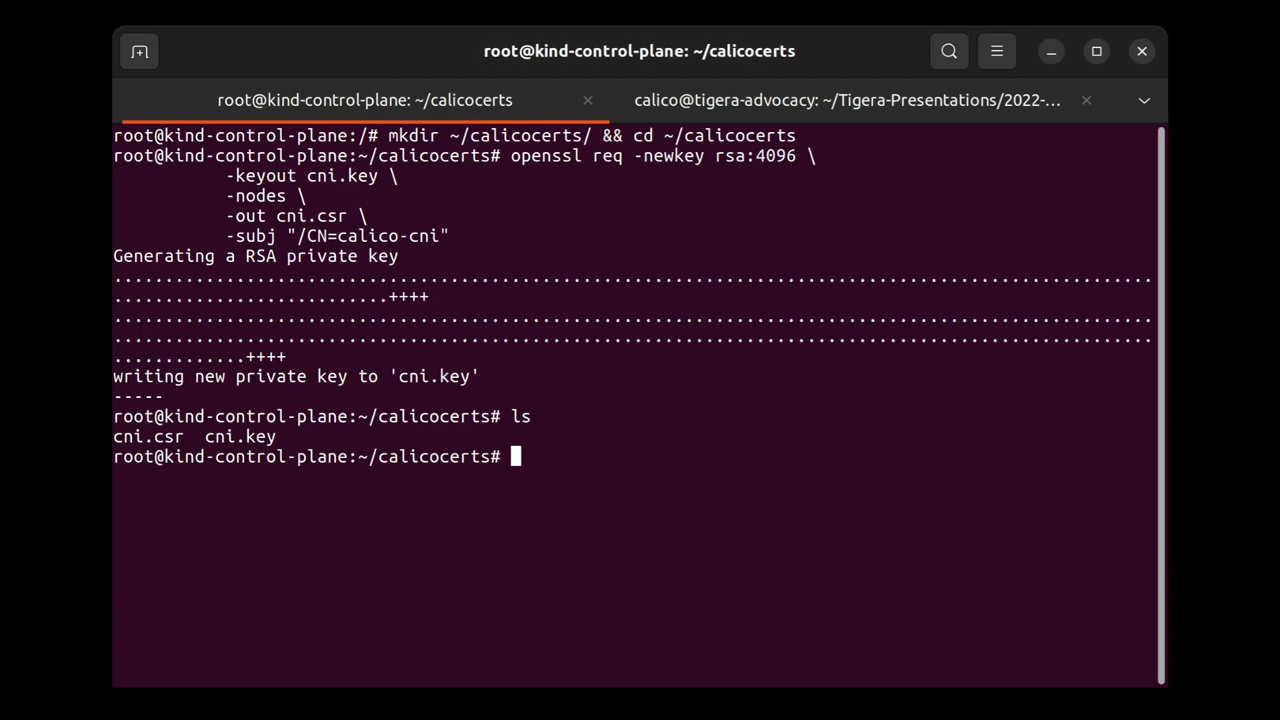 root@kind-control-plane: ~/calicocerts
root@kind-control-plane: ~/calicocerts
calico@tigera-advocacy: ~/Tigera-Presentations/2022-…
root@kind-control-plane:/# mkdir ~/calicocerts/ && cd ~/calicocerts
root@kind-control-plane:~/calicocerts# openssl req -newkey rsa:4096 \
           -keyout cni.key \
           -nodes \
           -out cni.csr \
           -subj "/CN=calico-cni"
Generating a RSA private key
......................................................................................................
...........................++++
......................................................................................................
......................................................................................................
.............++++
writing new private key to 'cni.key'
-----
root@kind-control-plane:~/calicocerts# ls
cni.csr  cni.key
root@kind-control-plane:~/calicocerts#